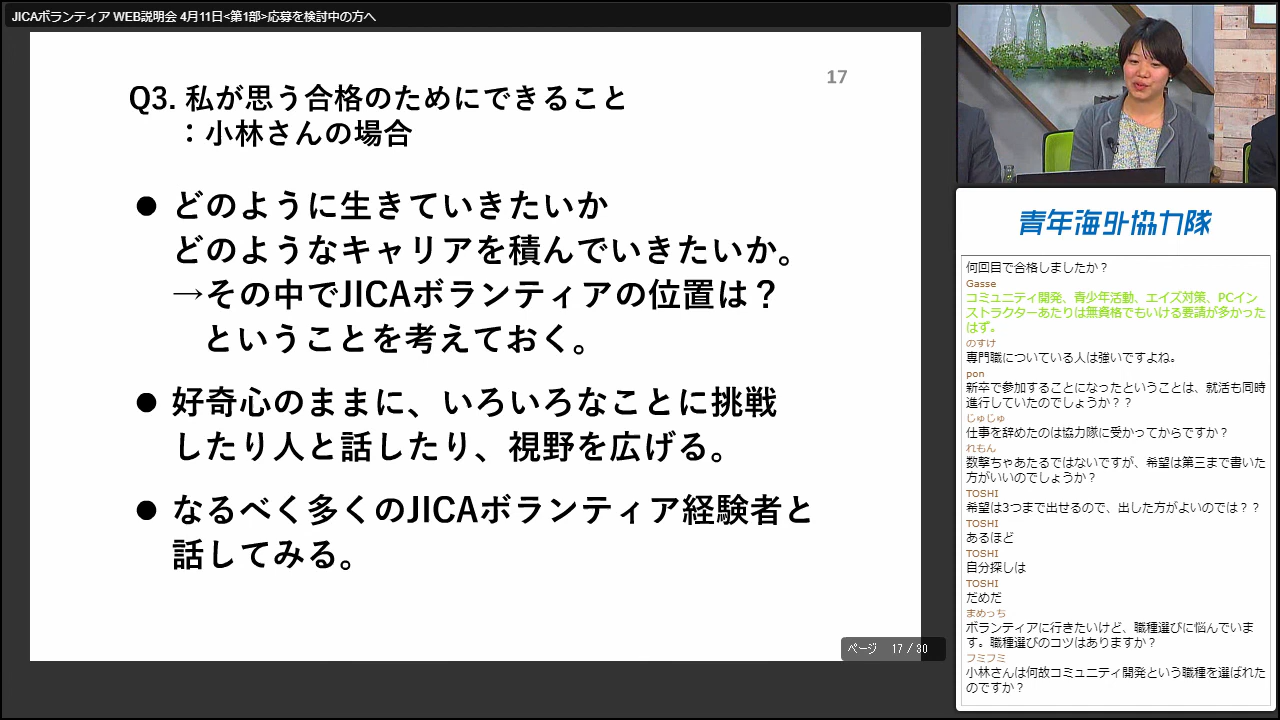 JICAボランティア WEB説明会 4月11日<第1部>応募を検討中の方へ
17
Q3. 私が思う合格のためにできること
：小林さんの場合
● どのように生きていきたいか
どのようなキャリアを積んでいきたいか。
→その中でJICAボランティアの位置は？
ということを考えておく。
● 好奇心のままに、いろいろなことに挑戦
したり人と話したり、視野を広げる。
● なるべく多くのJICAボランティア経験者と
話してみる。
ページ 17 / 30
青年海外協力隊
何回目で合格しましたか？
Gasse
コミュニティ開発、青少年活動、エイズ対策、PCイン
ストラクターあたりは無資格でもいける要請が多かった
はず。
のすけ
専門職についている人は強いですよね。
pon
新卒で参加することになったということは、就活も同時
進行していたのでしょうか？？
じゅじゅ
仕事を辞めたのは協力隊に受かってからですか？
れもん
数撃ちゃあたるではないですが、希望は第三まで書いた
方がいいのでしょうか？
TOSHI
希望は3つまで出せるので、出した方がよいのでは？？
TOSHI
あるほど
TOSHI
自分探しは
TOSHI
だめだ
まめっち
ボランティアに行きたいけど、職種選びに悩んでいま
す。職種選びのコツはありますか？
フミフミ
小林さんは何故コミュニティ開発という職種を選ばれた
のですか？